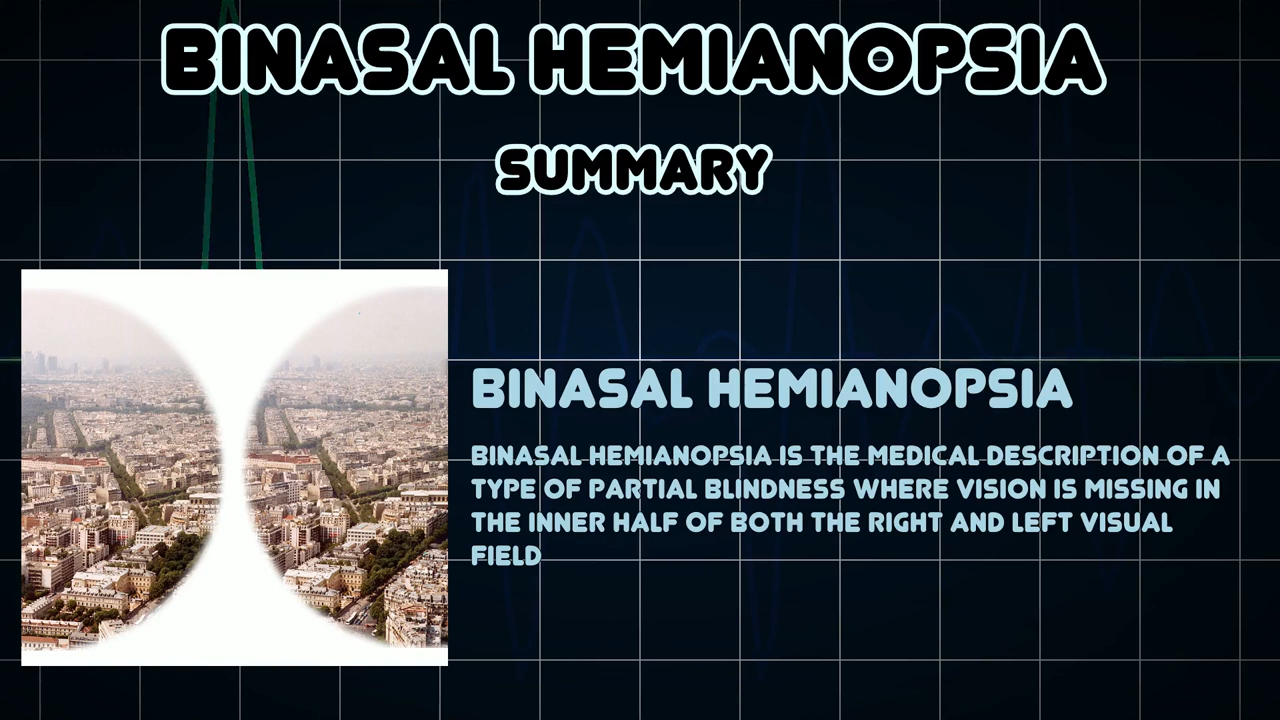 BINASAL HEMIANOPSIA
SUMMARY
BINASAL HEMIANOPSIA
BINASAL HEMIANOPSIA IS THE MEDICAL DESCRIPTION OF A
TYPE OF PARTIAL BLINDNESS WHERE VISION IS MISSING IN
THE INNER HALF OF BOTH THE RIGHT AND LEFT VISUAL
FIELD